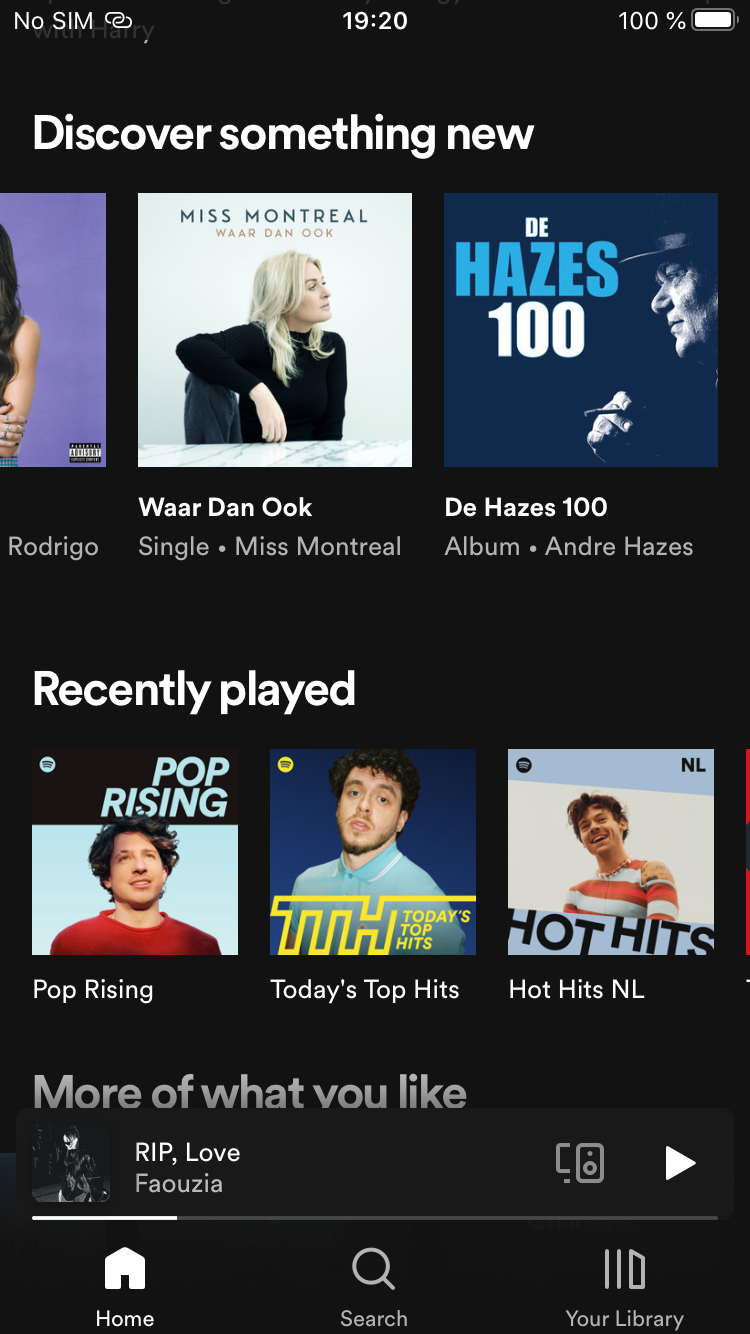 No SIM
19:20
100 %
with Harry
Discover something new
MISS MONTREAL
WAAR DAN OOK
DE
HAZES
100
PARENTAL
ADVISORY
EXPLICIT CONTENT
Waar Dan Ook
De Hazes 100
Rodrigo
Single • Miss Montreal
Album • Andre Hazes
Recently played
POP
RISING
TTH TODAY'S
TOP
HITS
NL
HOT HITS
Pop Rising
Today's Top Hits
Hot Hits NL
More of what you like
RIP, Love
Faouzia
Home
Search
Your Library